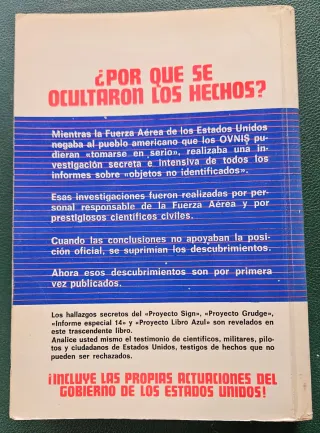 ¿POR QUE SE
OCULTARON LOS HECHOS?
Mientras la Fuerza Aérea de los Estados Unidos
negaba al pueblo americano que los OVNIS pu-
dieran «tomarse en serio», realizaba una in-
vestigación secreta e intensiva de todos los
informes sobre «objetos no identificados».
Esas investigaciones fueron realizadas por per-
sonal responsable de la Fuerza Aérea y por
prestigiosos científicos civiles.
Cuando las conclusiones no apoyaban la posi-
ción oficial, se suprimían los descubrimientos.
Ahora esos descubrimientos son por primera
vez publicados.
Los hallazgos secretos del «Proyecto Sign», «Proyecto Grudge»,
«Informe especial 14» y «Proyecto Libro Azul» son revelados en
este trascendente libro.
Analice usted mismo el testimonio de científicos, militares, pilo-
tos y ciudadanos de Estados Unidos, testigos de hechos que no
pueden ser rechazados.
¡INCLUYE LAS PROPIAS ACTUACIONES DEL
GOBIERNO DE LOS ESTADOS UNIDOS!